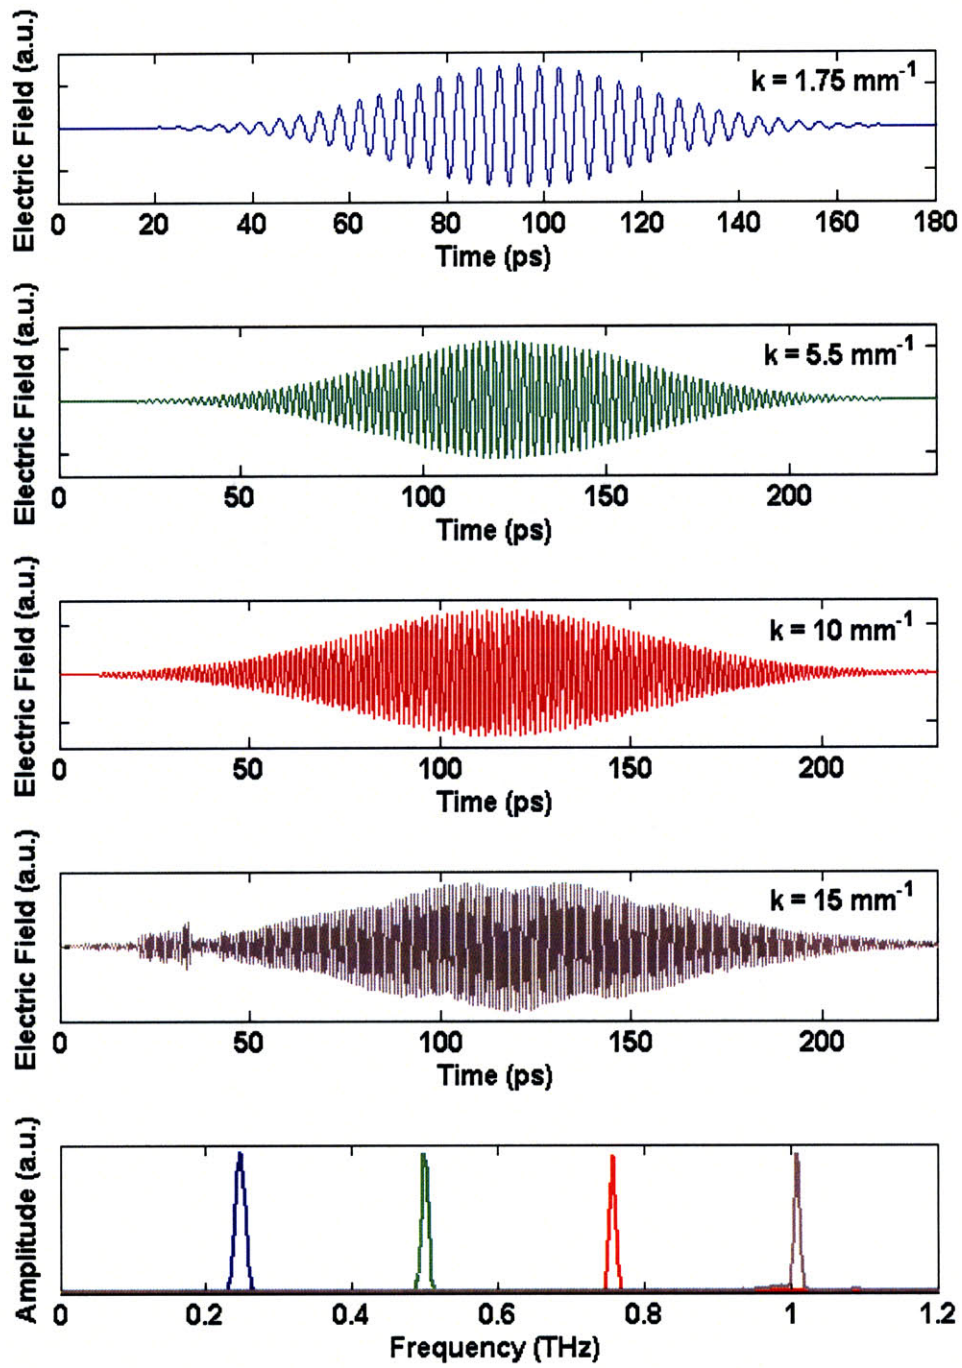 Electric Field (a.u.)
k = 1.75 mm-1
0 20 40 60 80 100 120 140 160 180
Time (ps)
Electric Field (a.u.)
k = 5.5 mm-1
0 50 100 150 200
Time (ps)
Electric Field (a.u.)
k = 10 mm-1
0 50 100 150 200
Time (ps)
Electric Field (a.u.)
k = 15 mm-1
0 50 100 150 200
Time (ps)
Amplitude (a.u.)
0 0.2 0.4 0.6 0.8 1 1.2
Frequency (THz)